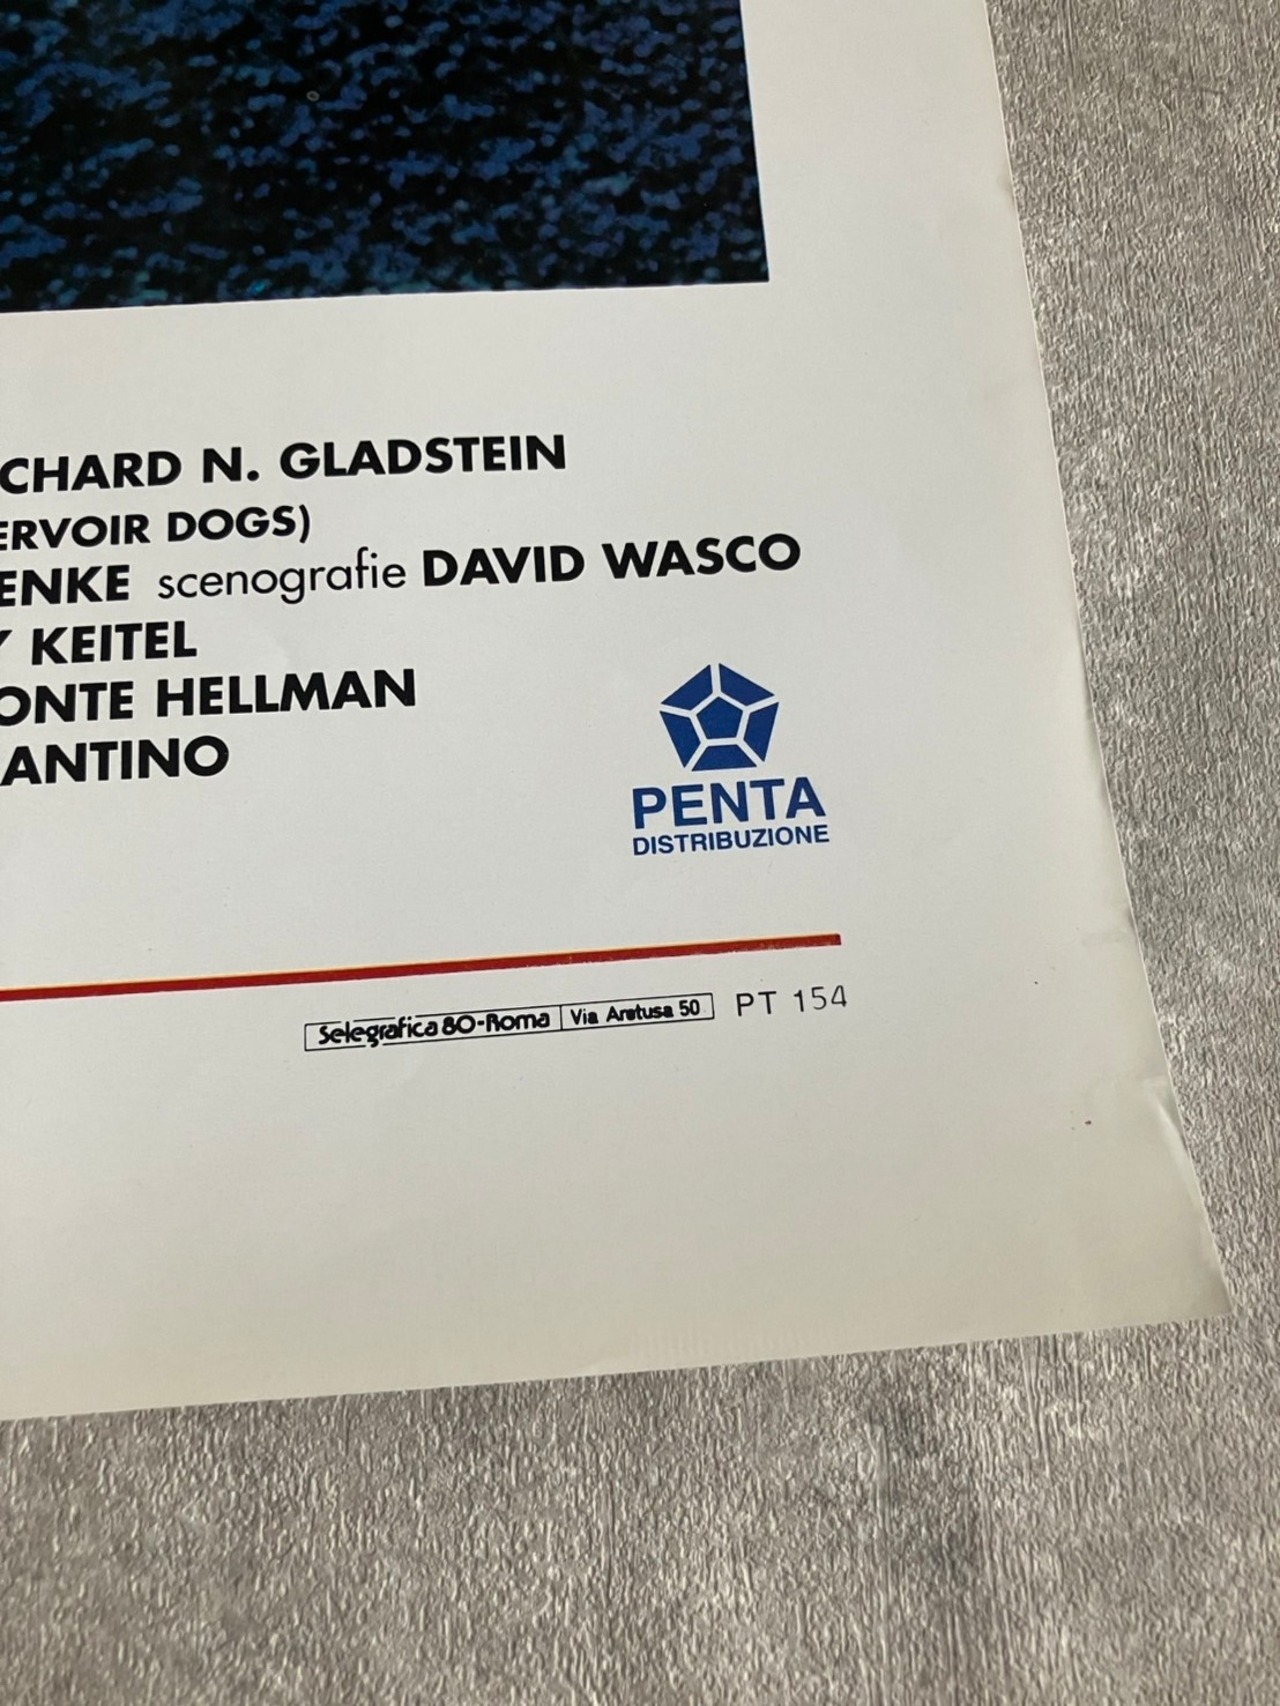 CHARD N. GLADSTEIN
ERVOIR DOGS)
ENKE scenografie DAVID WASCO
Y KEITEL
ONTE HELLMAN
ANTINO
PENTA
DISTRIBUZIONE
Selegrafica 80-Roma Via Aretusa 50 PT 154